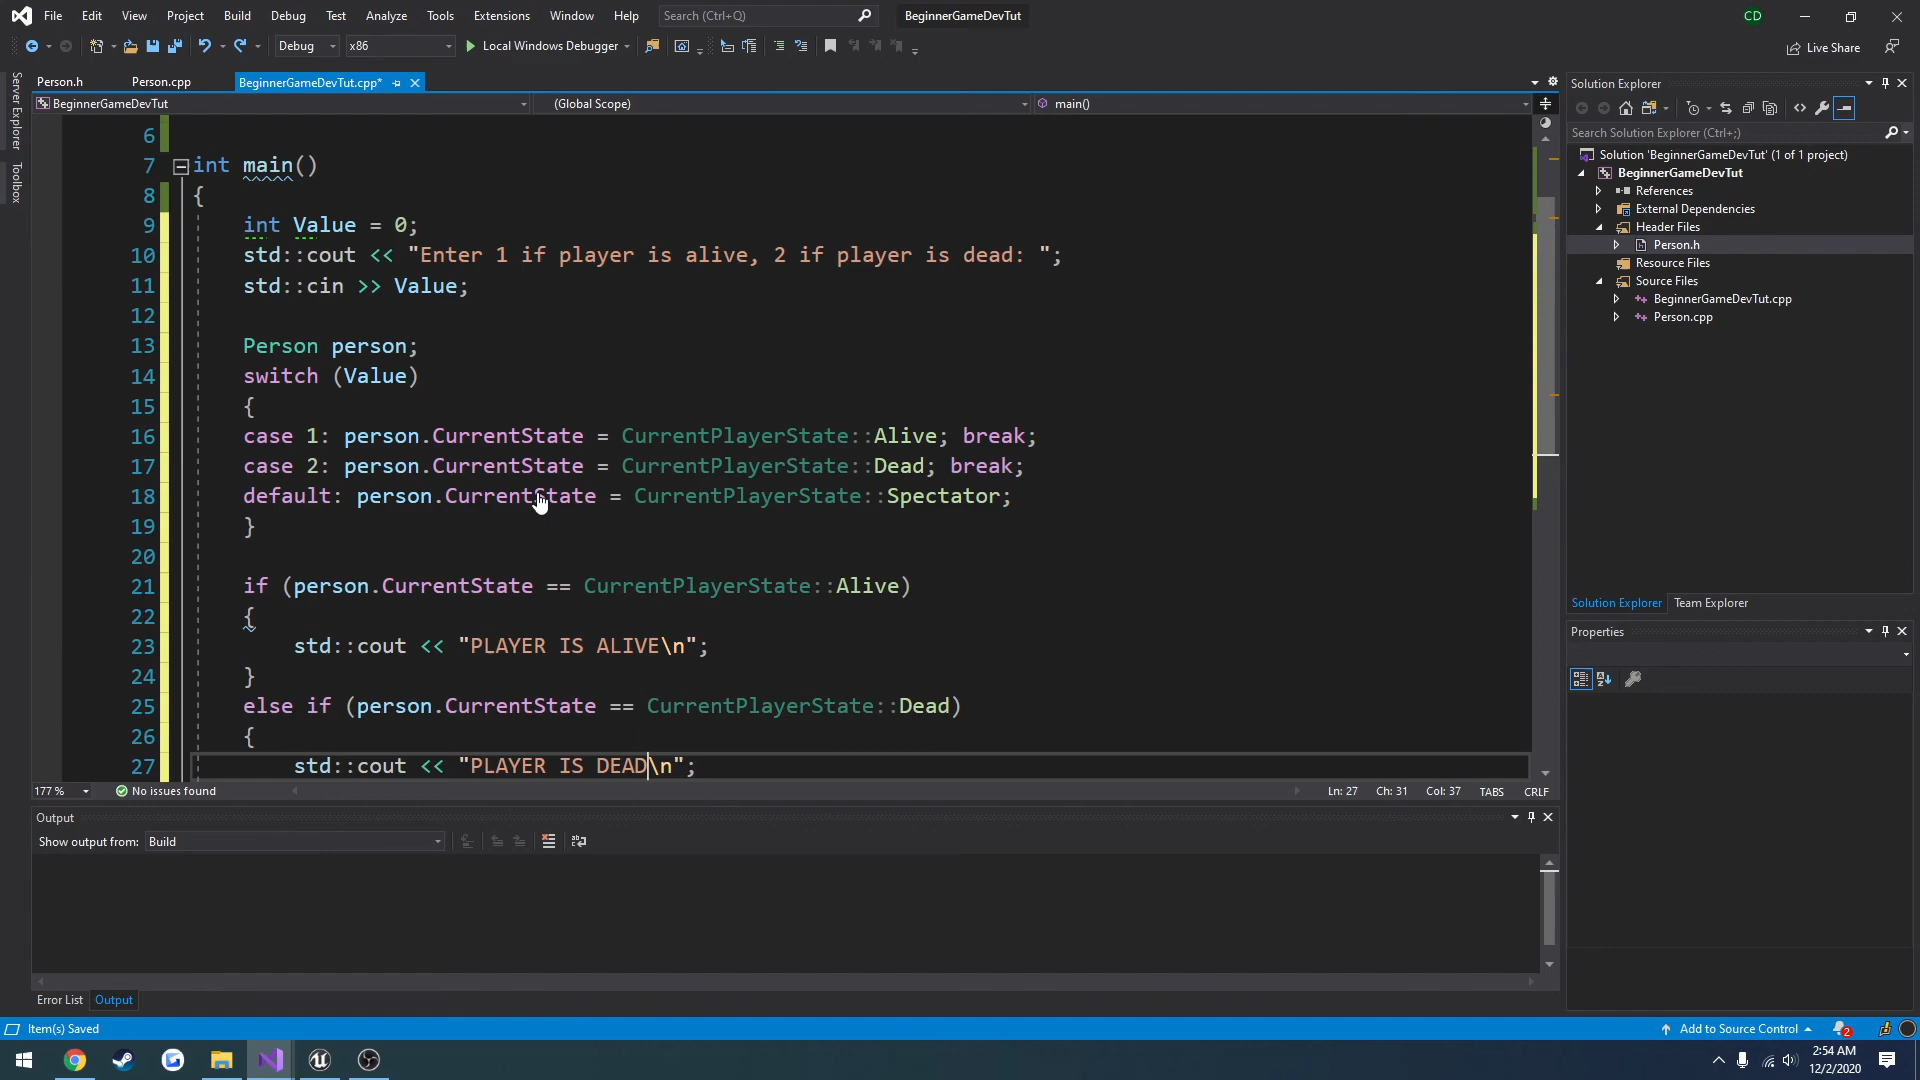 File Edit View Project Build Debug Test Analyze Tools Extensions Window Help Search (Ctrl+Q) BeginnerGameDevTut CD
Debug x86 Local Windows Debugger Live Share
Server Explorer
Toolbox
Person.h Person.cpp BeginnerGameDevTut.cpp*
BeginnerGameDevTut (Global Scope) main()
6
7 int main()
8 {
9 int Value = 0;
10 std::cout << "Enter 1 if player is alive, 2 if player is dead: ";
11 std::cin >> Value;
12
13 Person person;
14 switch (Value)
15 {
16 case 1: person.CurrentState = CurrentPlayerState::Alive; break;
17 case 2: person.CurrentState = CurrentPlayerState::Dead; break;
18 default: person.CurrentState = CurrentPlayerState::Spectator;
19 }
20
21 if (person.CurrentState == CurrentPlayerState::Alive)
22 {
23 std::cout << "PLAYER IS ALIVE\n";
24 }
25 else if (person.CurrentState == CurrentPlayerState::Dead)
26 {
27 std::cout << "PLAYER IS DEAD\n";
177 % No issues found Ln: 27 Ch: 31 Col: 37 TABS CRLF
Output
Show output from: Build
Error List Output
Solution Explorer
Search Solution Explorer (Ctrl+;)
Solution 'BeginnerGameDevTut' (1 of 1 project)
BeginnerGameDevTut
References
External Dependencies
Header Files
Person.h
Resource Files
Source Files
BeginnerGameDevTut.cpp
Person.cpp
Solution Explorer Team Explorer
Properties
Item(s) Saved Add to Source Control 2
2:54 AM
12/2/2020